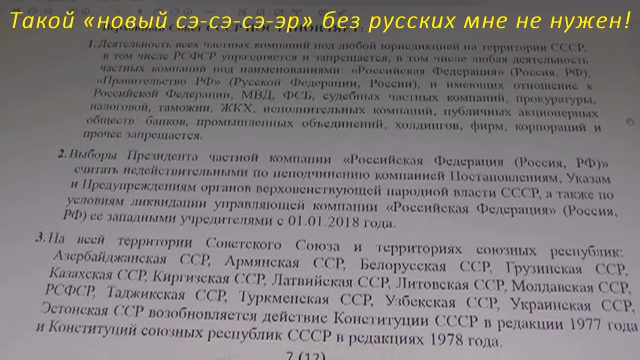 Такой «новый сэ-сэ-сэ-эр» без русских мне не нужен!
1. Деятельность всех частных компаний под любой юрисдикцией на территории СССР,
в том числе РСФСР упраздняется и запрещается, в том числе любая деятельность
частных компаний под наименованиями: «Российская Федерация» (Россия, РФ),
«Правительство РФ» (Русской Федерации, России), и имеющих отношение к
Российской Федерации, МВД, ФСБ, судебных частных компаний, прокуратуры,
налоговой, таможни, ЖКХ, исполнительных компаний, публичных акционерных
обществ: банков, промышленных объединений, холдингов, фирм, корпораций и
прочее запрещается.
2. Выборы Президента частной компании «Российская Федерация (Россия, РФ)»
считать недействительными по неподчинению компанией Постановлениям, Указам
и Предупреждениям органов верховенствующей народной власти СССР, а также по
условиям ликвидации управляющей компании «Российская Федерация» (Россия,
РФ) ее западными учредителями с 01.01.2018 года.
3. На всей территории Советского Союза и территориях союзных республик:
Азербайджанская ССР, Армянская ССР, Белорусская ССР, Грузинская ССР,
Казахская ССР, Киргизская ССР, Латвийская ССР, Литовская ССР, Молдавская ССР,
РСФСР, Таджикская ССР, Туркменская ССР, Узбекская ССР, Украинская ССР,
Эстонская ССР возобновляется действие Конституции СССР в редакции 1977 года
и Конституций союзных республик СССР в редакциях 1978 года.
7 (12)